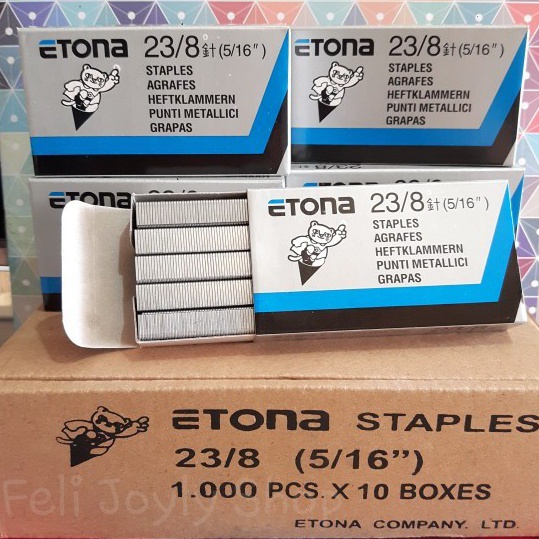 ETONA 23/8 針 (5/16")
STAPLES
AGRAFES
HEFTKLAMMERN
PUNTI METALLICI
GRAPAS
ETONA 23/8 針 (5/16")
STAPLES
AGRAFES
HEFTKLAMMERN
PUNTI METALLICI
GRAPAS
ETONA
ETONA 23/8 針 (5/16")
STAPLES
AGRAFES
HEFTKLAMMERN
PUNTI METALLICI
GRAPAS
ETONA STAPLES
23/8 (5/16”)
1.000 PCS. X 10 BOXES
ETONA COMPANY. LTD.
Feli Joyly Shop